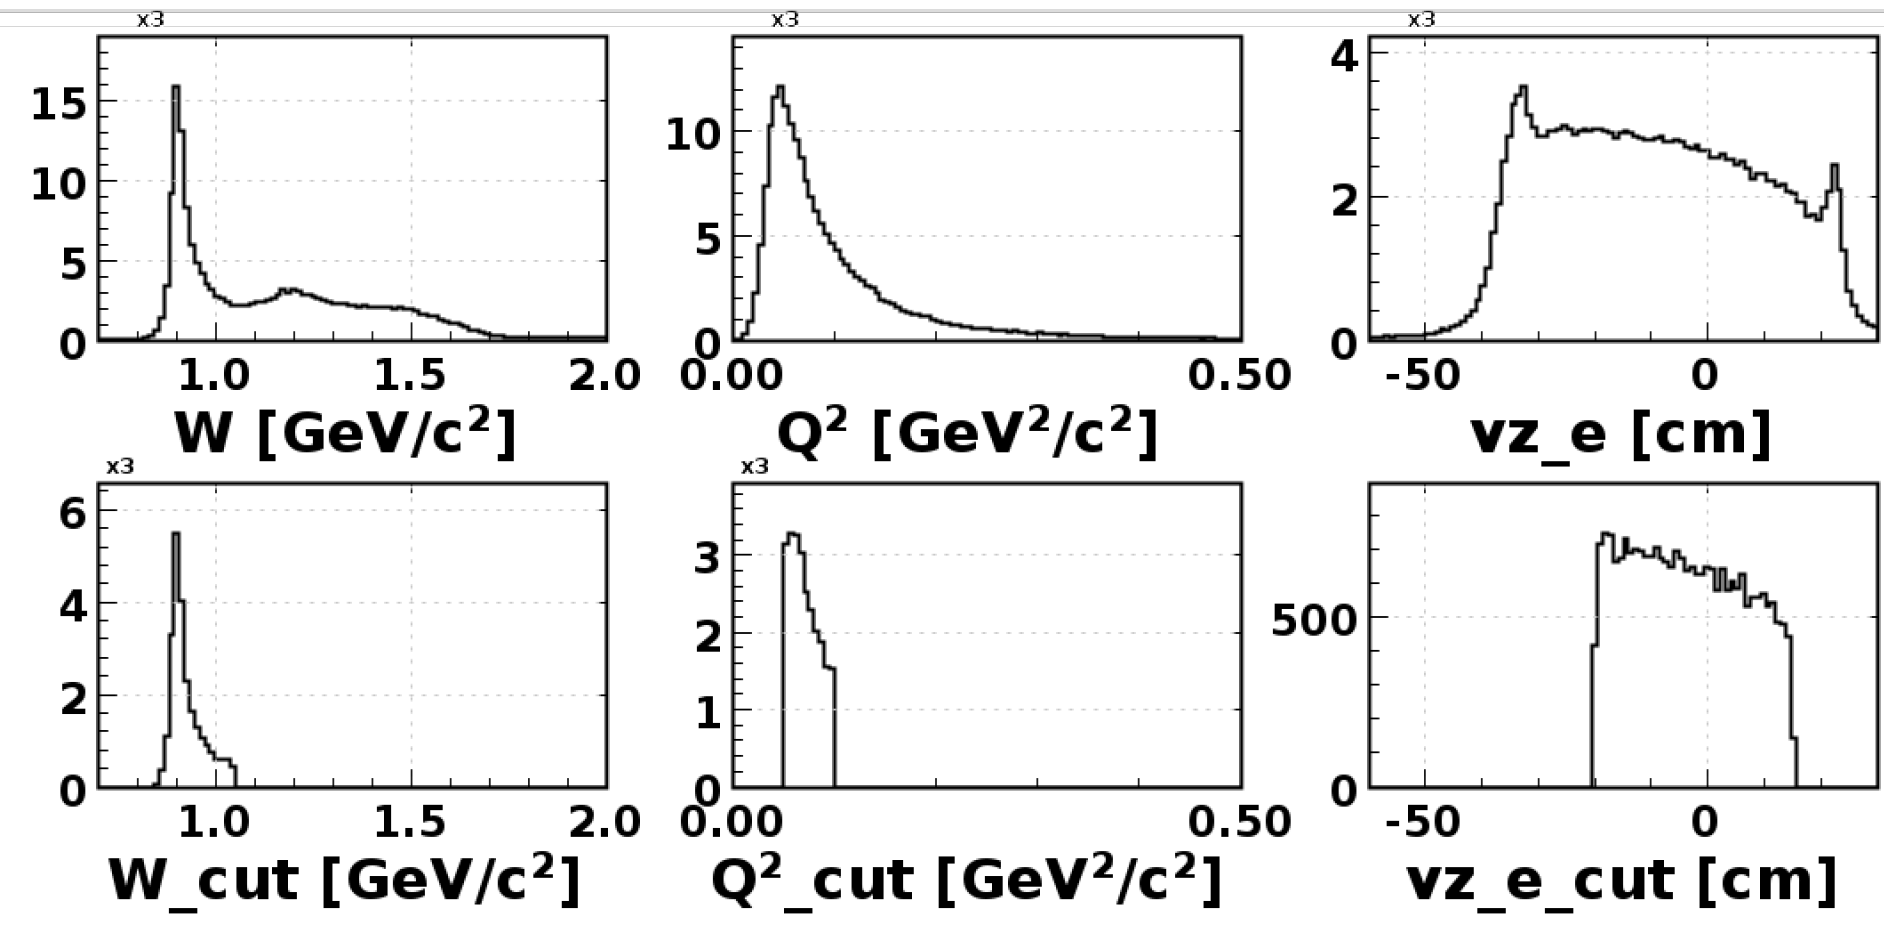 x3 x3 x3
15
10
5
0
1.0 1.5 2.0
W [GeV/c²]
10
5
0
0.00 0.50
Q² [GeV²/c²]
4
2
0
-50 0
vz_e [cm]
x3 x3
6
4
2
0
1.0 1.5 2.0
W_cut [GeV/c²]
3
2
1
0
0.00 0.50
Q²_cut [GeV²/c²]
500
0
-50 0
vz_e_cut [cm]